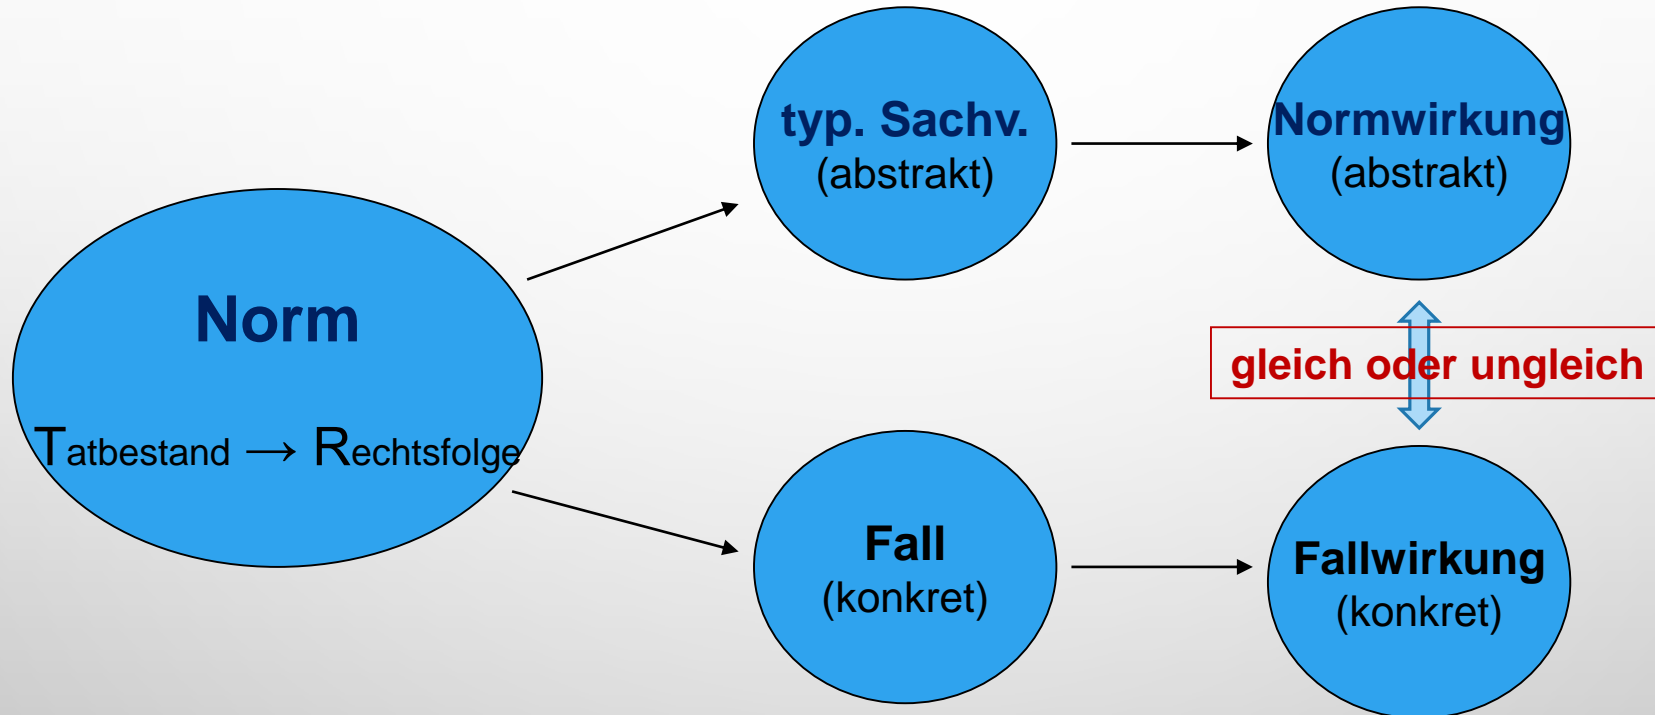 typ. Sachv.
(abstrakt)
Normwirkung
(abstrakt)
Norm
Tatbestand → Rechtsfolge
gleich oder ungleich
Fall
(konkret)
Fallwirkung
(konkret)